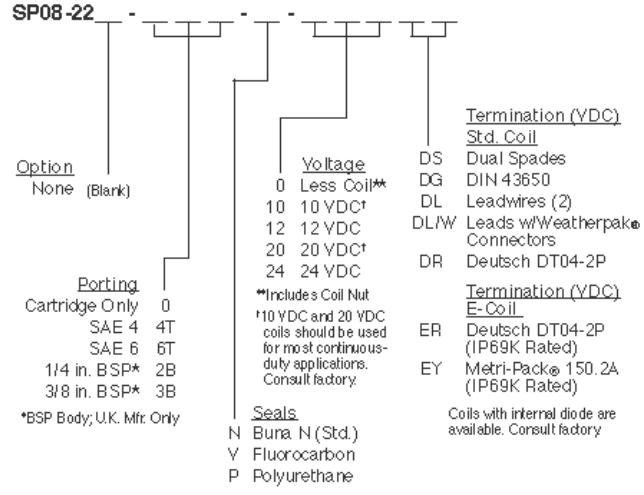 SP08-22__ - ______ - __ - ______ ____
Option
None (Blank)
Porting
Cartridge Only 0
SAE 4 4T
SAE 6 6T
1/4 in. BSP* 2B
3/8 in. BSP* 3B
*BSP Body; U.K. Mfr. Only
Voltage
0 Less Coil**
10 10 VDC†
12 12 VDC
20 20 VDC†
24 24 VDC
**Includes Coil Nut
†10 VDC and 20 VDC
coils should be used
for most continuous-
duty applications.
Consult factory.
Seals
N Buna N (Std.)
V Fluorocarbon
P Polyurethane
Termination (VDC)
Std. Coil
DS Dual Spades
DG DIN 43650
DL Leadwires (2)
DL/W Leads w/Weatherpak®
Connectors
DR Deutsch DT04-2P
Termination (VDC)
E-Coil
ER Deutsch DT04-2P
(IP69K Rated)
EY Metri-Pack® 150.2A
(IP69K Rated)
Coils with internal diode are
available. Consult factory.